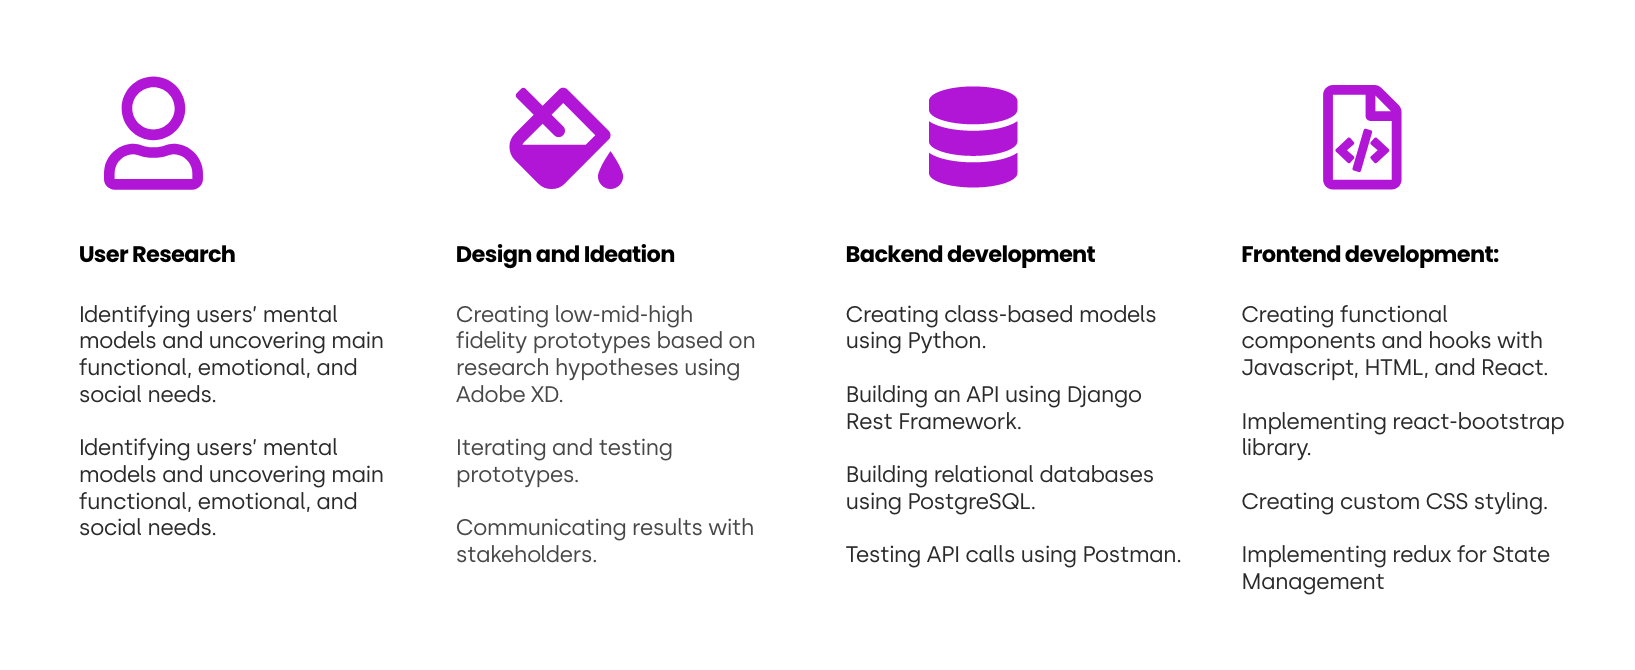 User Research
Identifying users’ mental
models and uncovering main
functional, emotional, and
social needs.
Identifying users’ mental
models and uncovering main
functional, emotional, and
social needs.
Design and Ideation
Creating low-mid-high
fidelity prototypes based on
research hypotheses using
Adobe XD.
Iterating and testing
prototypes.
Communicating results with
stakeholders.
Backend development
Creating class-based models
using Python.
Building an API using Django
Rest Framework.
Building relational databases
using PostgreSQL.
Testing API calls using Postman.
Frontend development:
Creating functional
components and hooks with
Javascript, HTML, and React.
Implementing react-bootstrap
library.
Creating custom CSS styling.
Implementing redux for State
Management